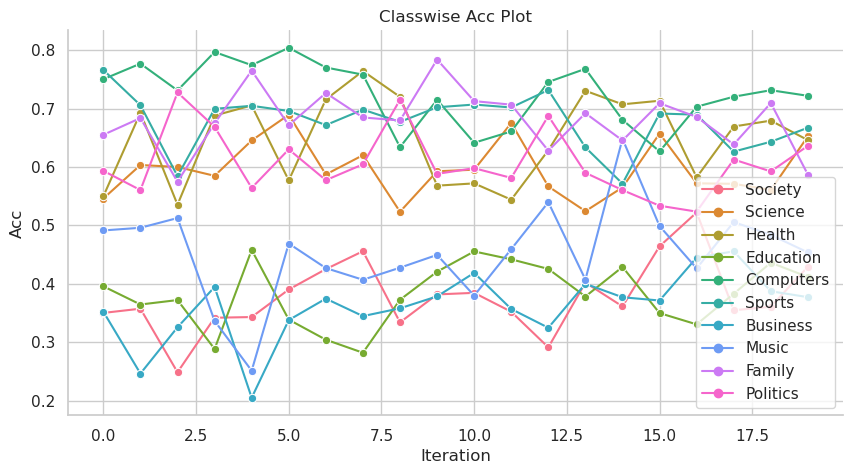 Classwise Acc Plot
Acc
0.8
0.7
0.6
0.5
0.4
0.3
0.2
0.0
2.5
5.0
7.5
10.0
12.5
15.0
17.5
Iteration
Society
Science
Health
Education
Computers
Sports
Business
Music
Family
Politics